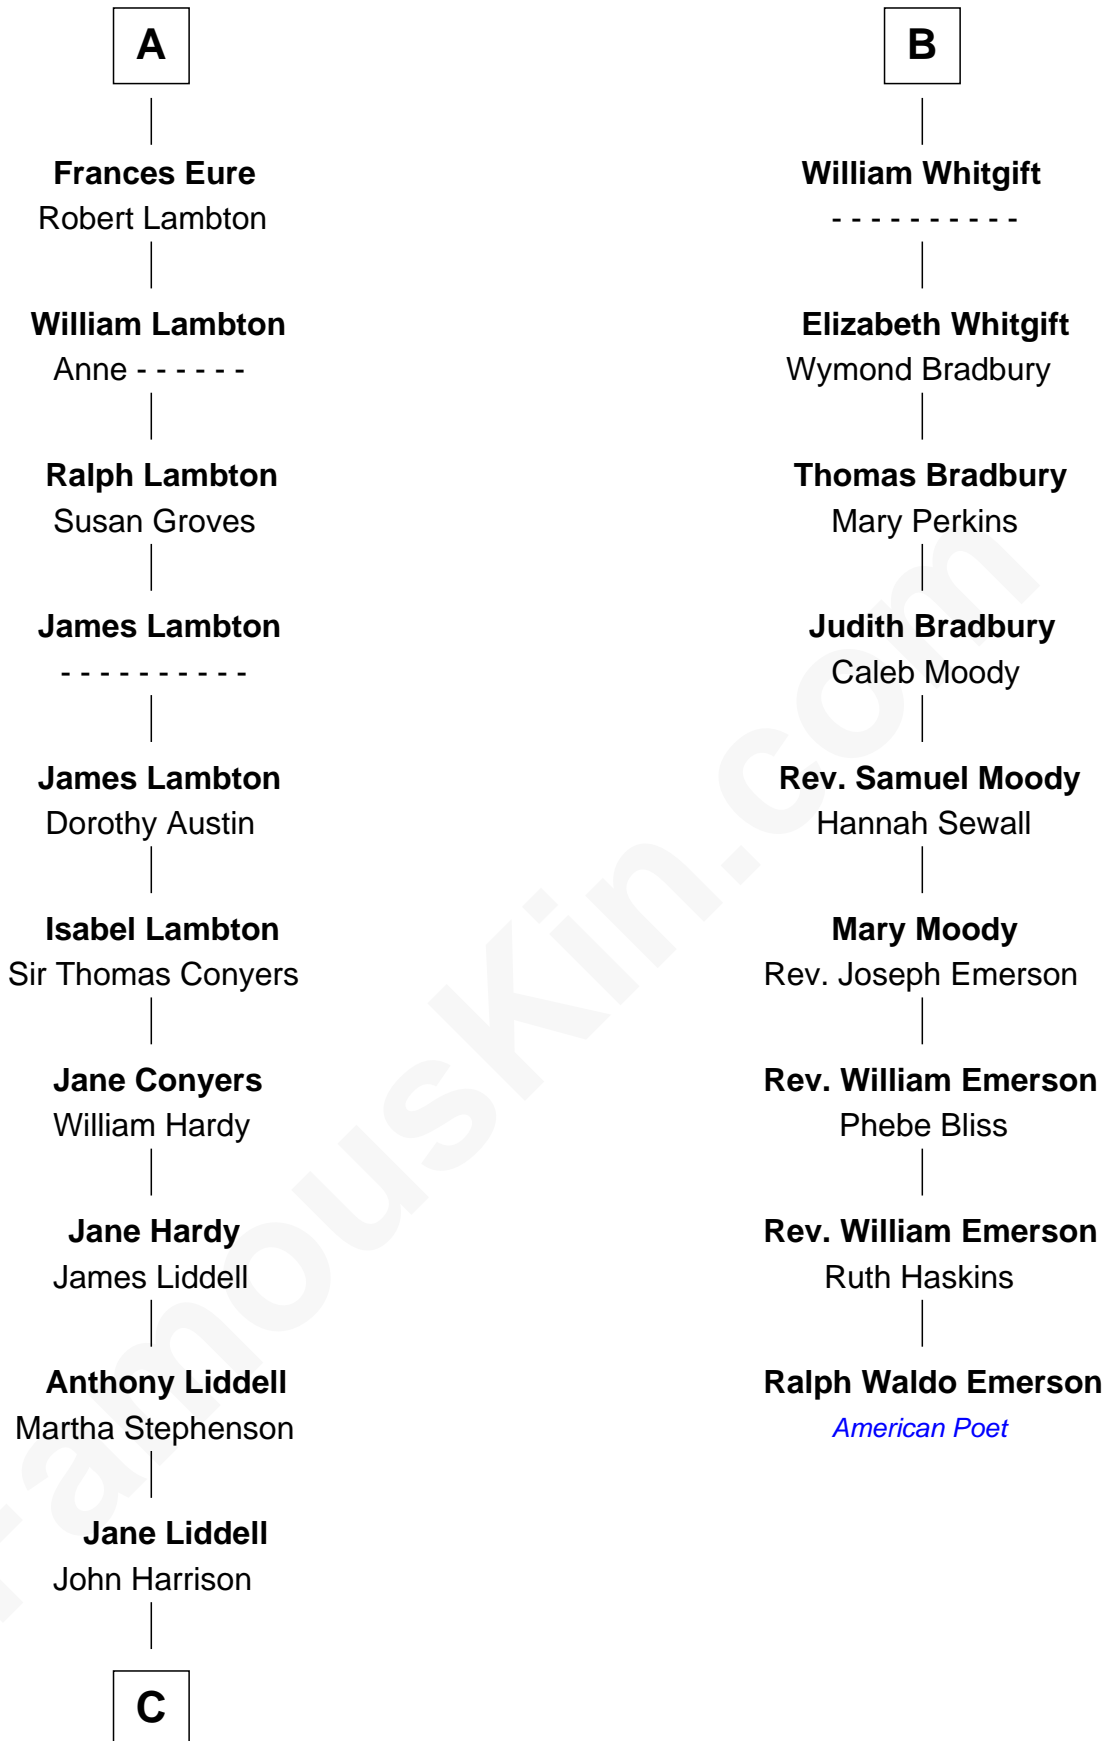 A
Frances Eure
Robert Lambton
William Lambton
Anne - - - - - -
Ralph Lambton
Susan Groves
James Lambton
- - - - - - - - - -
James Lambton
Dorothy Austin
Isabel Lambton
Sir Thomas Conyers
Jane Conyers
William Hardy
Jane Hardy
James Liddell
Anthony Liddell
Martha Stephenson
Jane Liddell
John Harrison
C
B
William Whitgift
- - - - - - - - - -
Elizabeth Whitgift
Wymond Bradbury
Thomas Bradbury
Mary Perkins
Judith Bradbury
Caleb Moody
Rev. Samuel Moody
Hannah Sewall
Mary Moody
Rev. Joseph Emerson
Rev. William Emerson
Phebe Bliss
Rev. William Emerson
Ruth Haskins
Ralph Waldo Emerson
American Poet
FamousKin.com